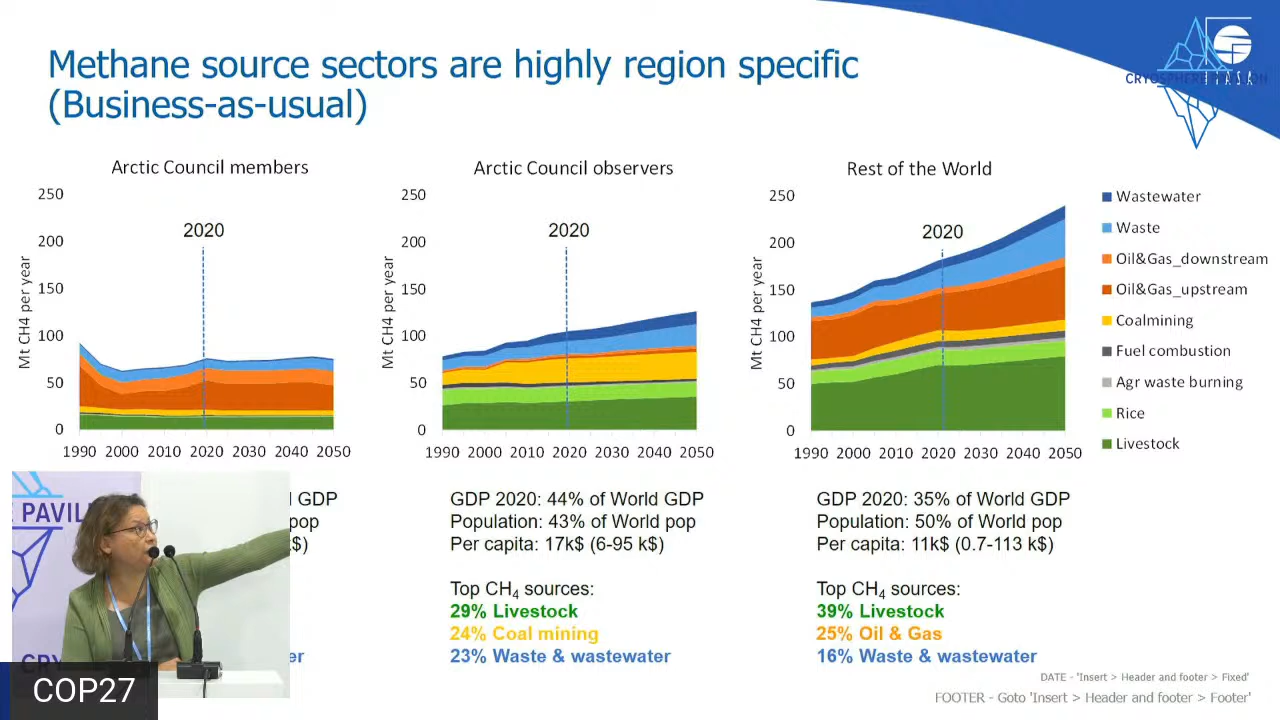 Methane source sectors are highly region specific
(Business-as-usual)
CRYOSPHERE PAVILION
IIASA
Arctic Council members
250
200
150
100
50
0
Mt CH4 per year
2020
1990 2000 2010 2020 2030 2040 2050
Arctic Council observers
250
200
150
100
50
0
Mt CH4 per year
2020
1990 2000 2010 2020 2030 2040 2050
Rest of the World
250
200
150
100
50
0
Mt CH4 per year
2020
1990 2000 2010 2020 2030 2040 2050
Wastewater
Waste
Oil&Gas_downstream
Oil&Gas_upstream
Coalmining
Fuel combustion
Agr waste burning
Rice
Livestock
GDP
pop
$)
er
GDP 2020: 44% of World GDP
Population: 43% of World pop
Per capita: 17k$ (6-95 k$)
Top CH4 sources:
29% Livestock
24% Coal mining
23% Waste & wastewater
GDP 2020: 35% of World GDP
Population: 50% of World pop
Per capita: 11k$ (0.7-113 k$)
Top CH4 sources:
39% Livestock
25% Oil & Gas
16% Waste & wastewater
PAVIL
CRY
COP27
DATE - 'Insert > Header and footer > Fixed'
FOOTER - Goto 'Insert > Header and footer > Footer'